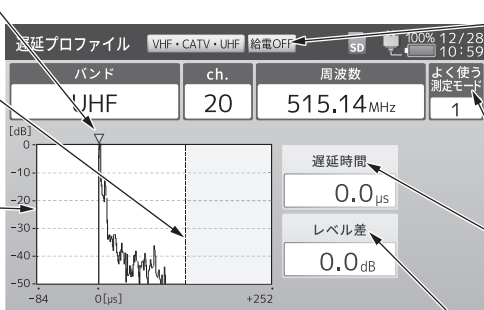 遅延プロファイル VHF・CATV・UHF 給電OFF SD 100% 12/28
10:59
バンド ch. 周波数 よく使う
測定モード
UHF 20 515.14MHz 1
[dB]
0
-10
-20
-30
-40
-50
-84 0[μs] +252
遅延時間
0.0μs
レベル差
0.0dB